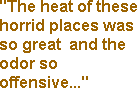 "The heat of these
horrid places was
so great and the
odor so
offensive..."